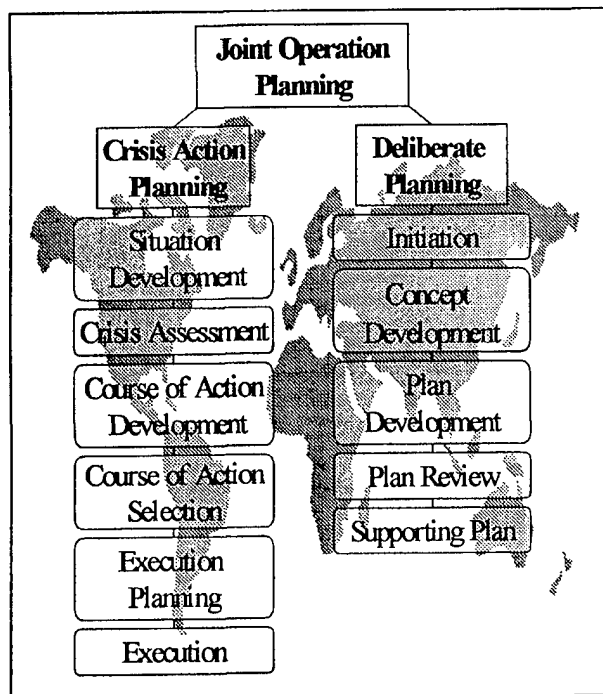 Joint Operation
Planning
Crisis Action
Planning
Situation
Development
Crisis Assessment
Course of Action
Development
Course of Action
Selection
Execution
Planning
Execution
Deliberate
Planning
Initiation
Concept
Development
Plan
Development
Plan Review
Supporting Plan